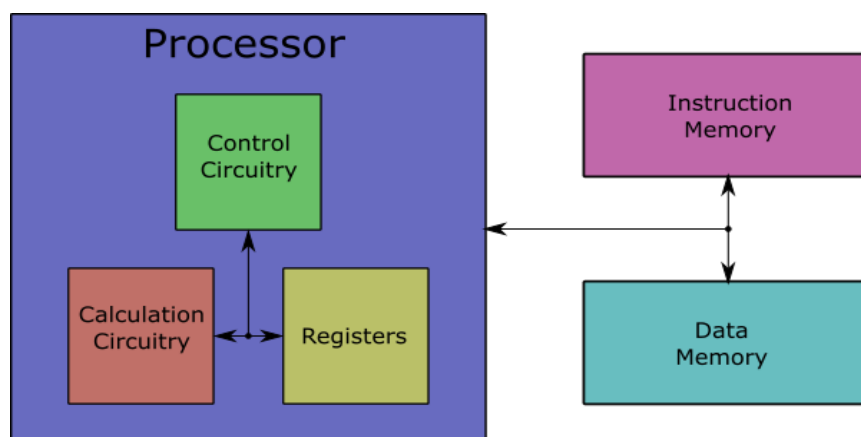 Processor
Control
Circuitry
Calculation
Circuitry
Registers
Instruction
Memory
Data
Memory